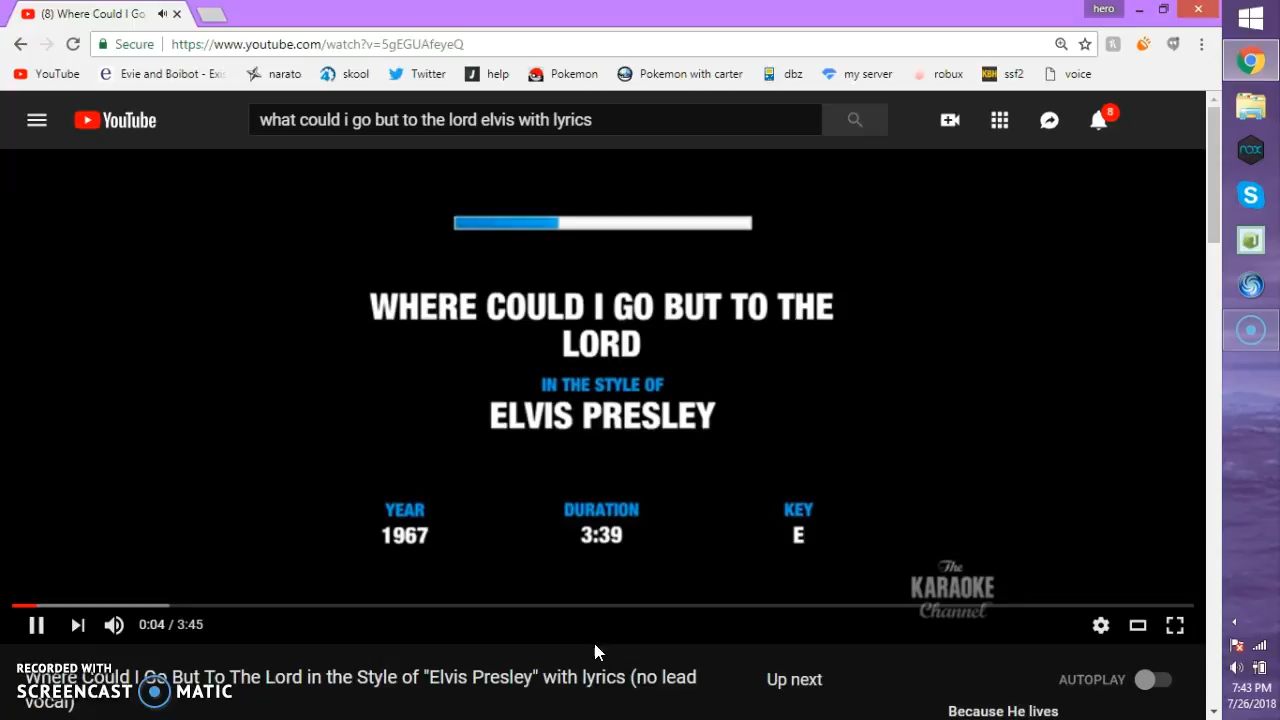 (8) Where Could I Go
hero
Secure
https://www.youtube.com/watch?v=5gEGUAfeyeQ
YouTube
Evie and Boibot - Exis
naruto
skool
Twitter
help
Pokemon
Pokemon with carter
dbz
my server
robux
KBH
ssf2
voice
YouTube
what could i go but to the lord elvis with lyrics
8
nox
WHERE COULD I GO BUT TO THE
LORD
IN THE STYLE OF
ELVIS PRESLEY
YEAR
DURATION
KEY
1967
3:39
E
The
KARAOKE
Channel
0:04 / 3:45
RECORDED WITH
SCREENCAST MATIC
Where Could I Go But To The Lord in the Style of "Elvis Presley" with lyrics (no lead
vocal)
Up next
AUTOPLAY
Because He lives
7:43 PM
7/26/2018